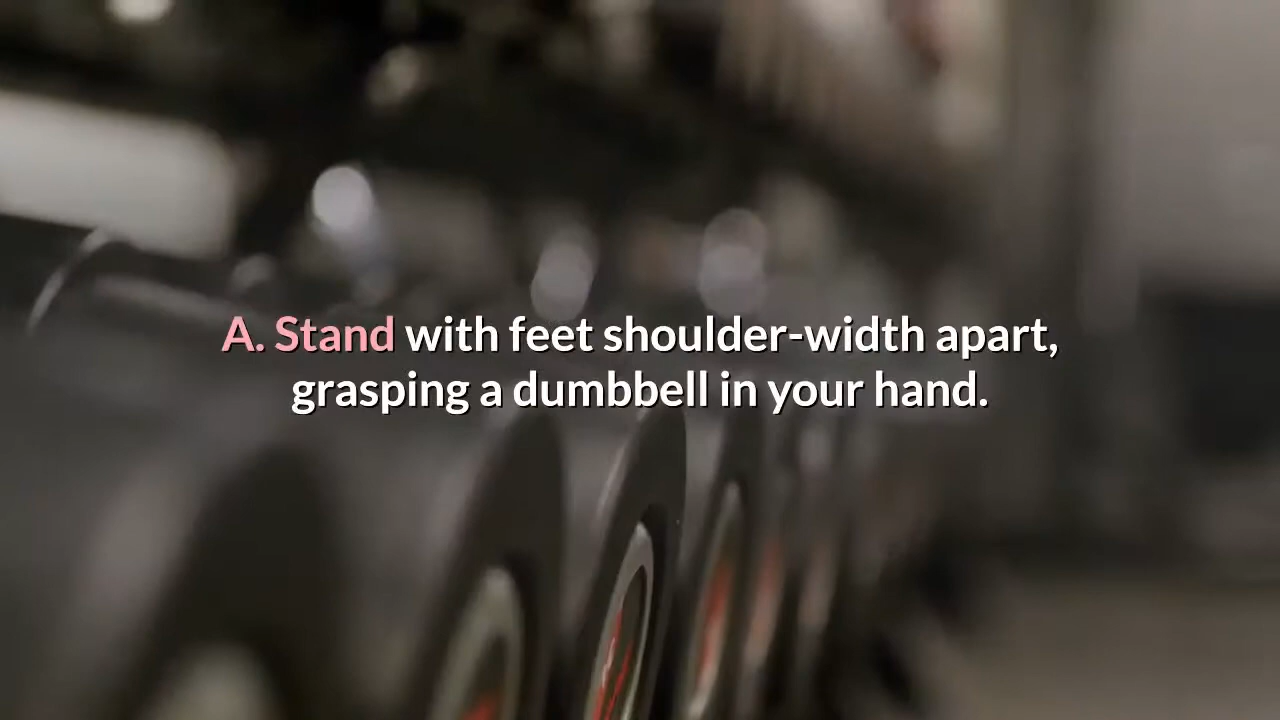 A. Stand with feet shoulder-width apart,
grasping a dumbbell in your hand.